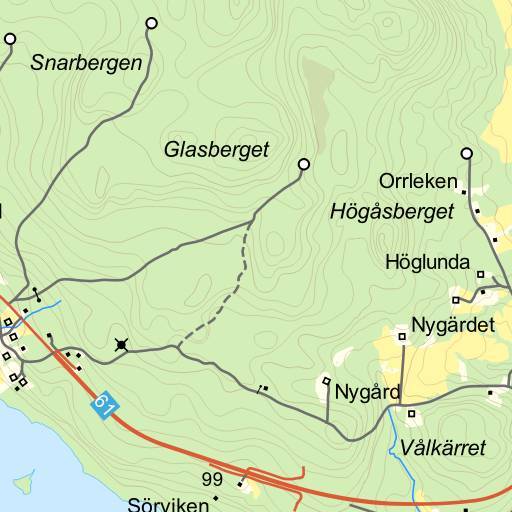 Snarbergen
Glasberget
Orrleken
Högåsberget
Höglunda
Nygärdet
Nygård
61
Vålkärret
99
Sörviken